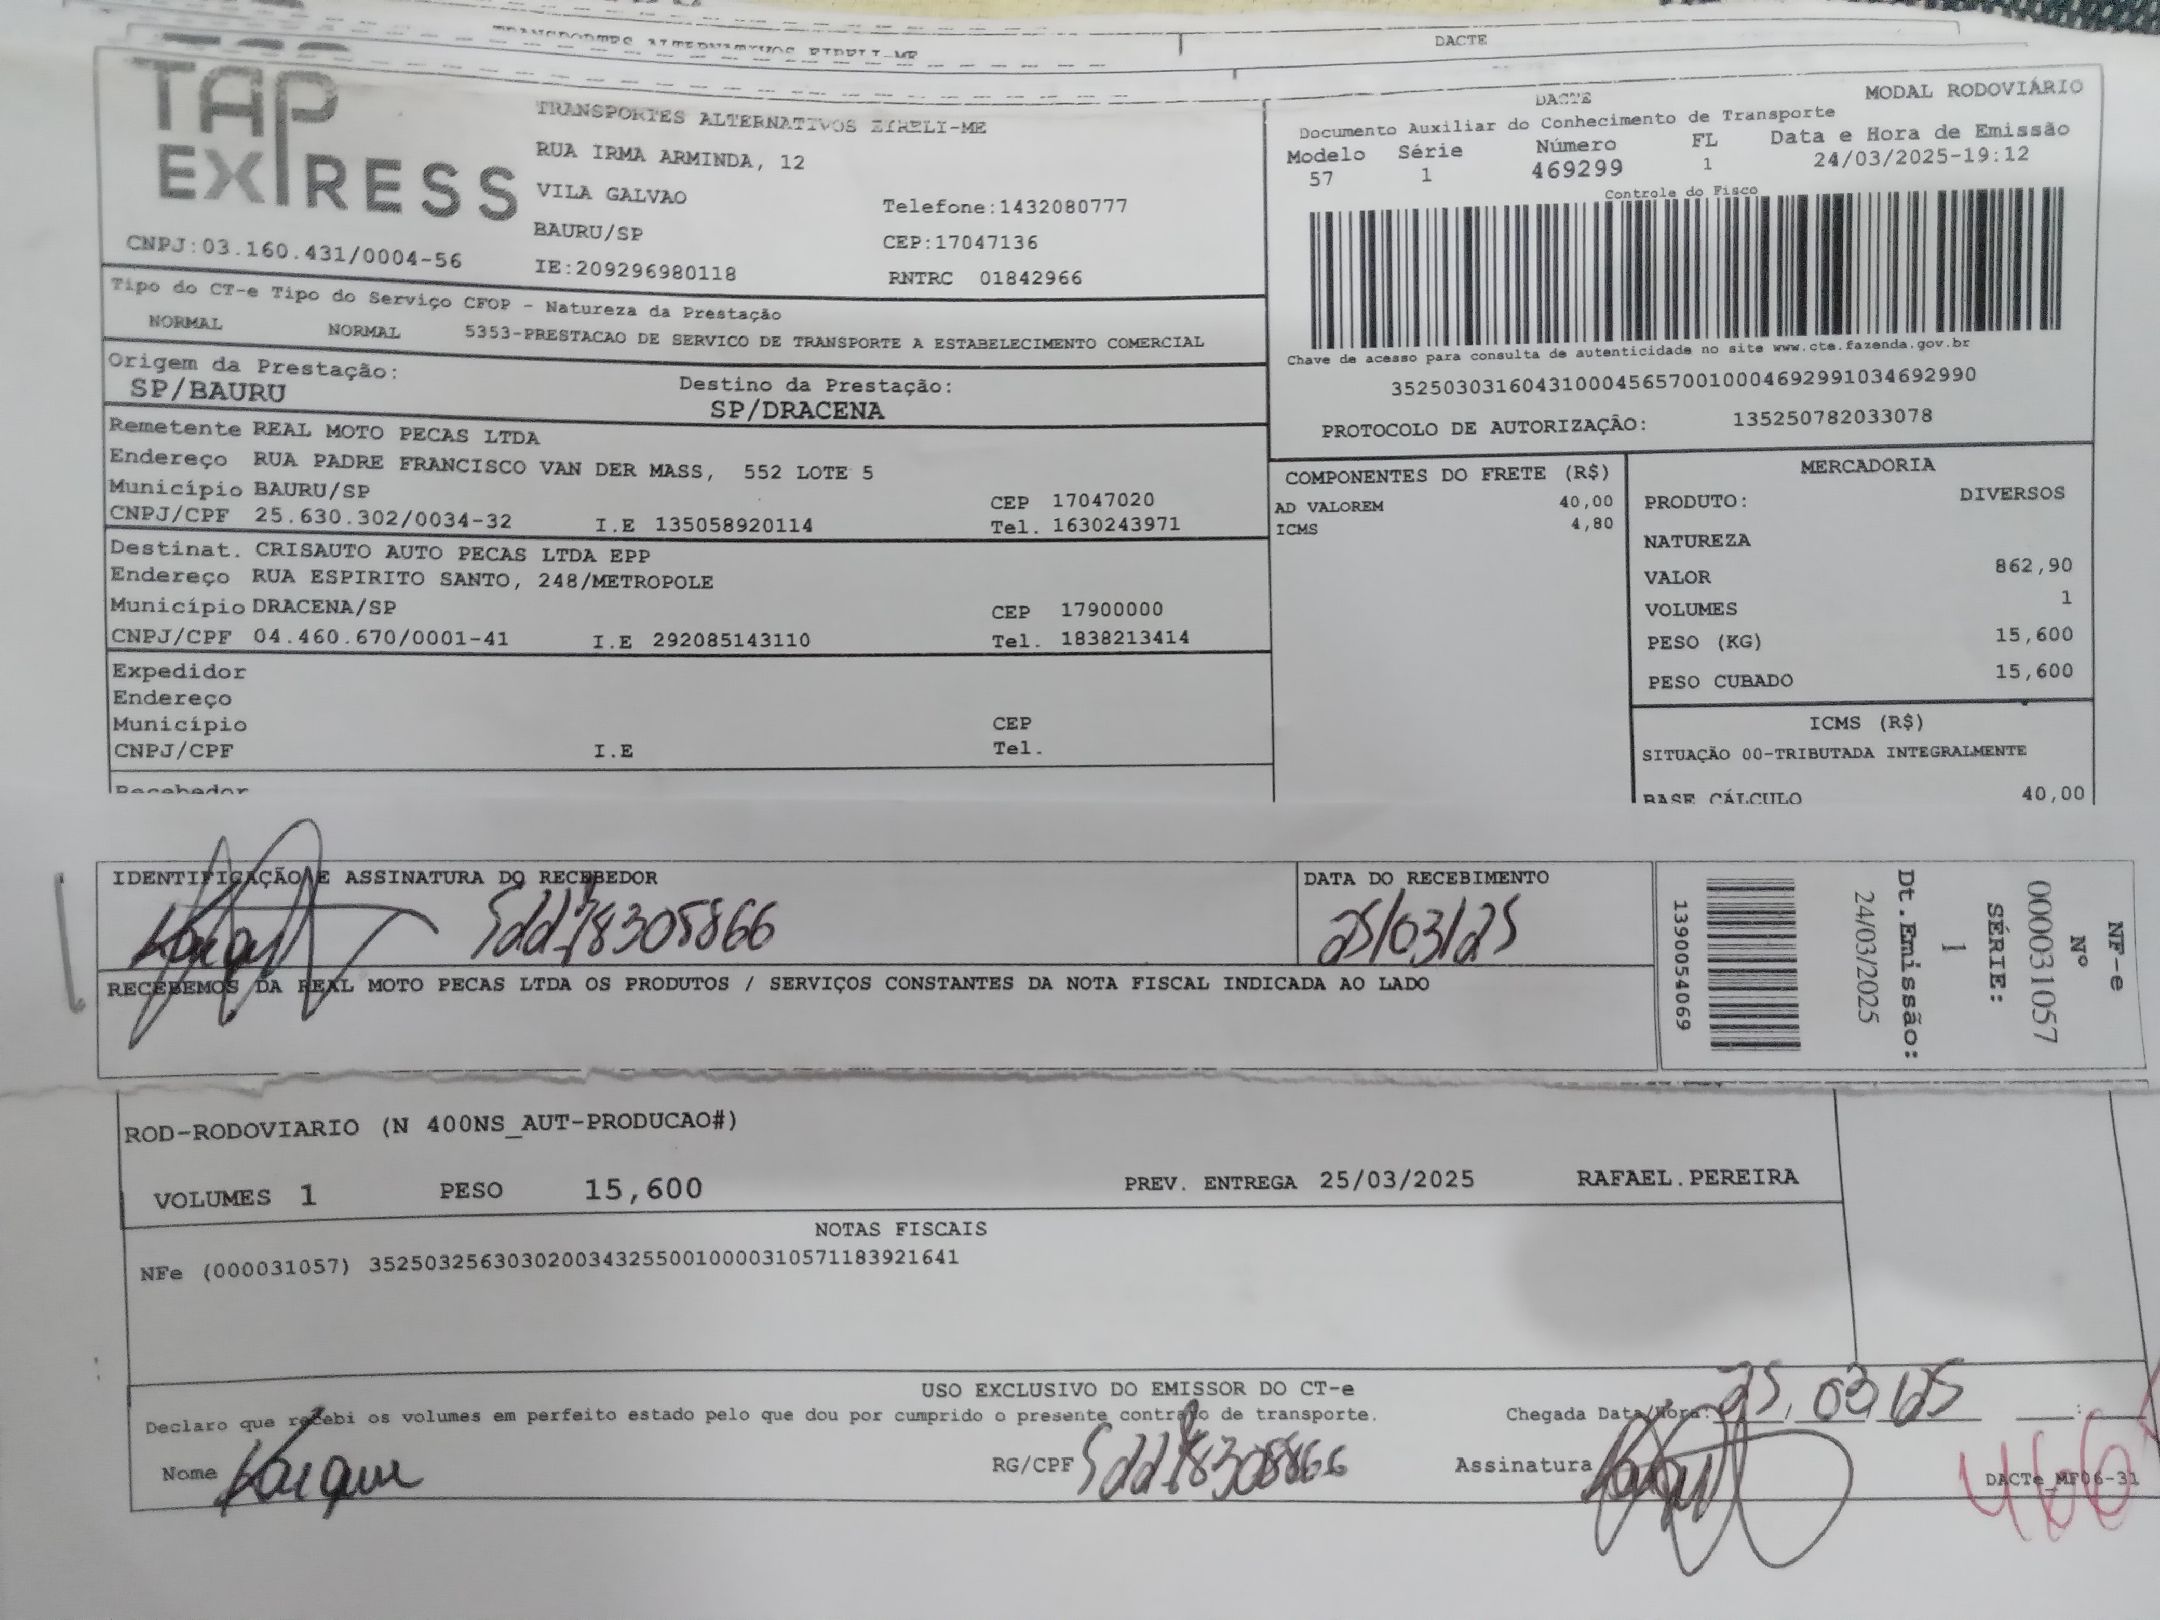 TRANSPORTES ALTERNATIVOS EIRELI-ME
DACTE
TAP
EXPRESS
CNPJ:03.160.431/0004-56
TRANSPORTES ALTERNATIVOS EIRELI-ME
RUA IRMA ARMINDA, 12
VILA GALVAO
BAURU/SP
IE:209296980118
Telefone:1432080777
CEP:17047136
RNTRC 01842966
DACTE MODAL RODOVIÁRIO
Documento Auxiliar do Conhecimento de Transporte
Modelo Série Número FL Data e Hora de Emissão
57 1 469299 1 24/03/2025-19:12
Controle do Fisco
Chave de acesso para consulta de autenticidade no site www.cte.fazenda.gov.br
35250303160431000456570010004692991034692990
PROTOCOLO DE AUTORIZAÇÃO: 135250782033078
Tipo do CT-e Tipo do Serviço CFOP - Natureza da Prestação
NORMAL NORMAL 5353-PRESTACAO DE SERVICO DE TRANSPORTE A ESTABELECIMENTO COMERCIAL
Origem da Prestação: Destino da Prestação:
SP/BAURU SP/DRACENA
Remetente REAL MOTO PECAS LTDA
Endereço RUA PADRE FRANCISCO VAN DER MASS, 552 LOTE 5
Município BAURU/SP CEP 17047020
CNPJ/CPF 25.630.302/0034-32 I.E 135058920114 Tel. 1630243971
Destinat. CRISAUTO AUTO PECAS LTDA EPP
Endereço RUA ESPIRITO SANTO, 248/METROPOLE
Município DRACENA/SP CEP 17900000
CNPJ/CPF 04.460.670/0001-41 I.E 292085143110 Tel. 1838213414
Expedidor
Endereço
Município CEP
CNPJ/CPF I.E Tel.
Recebedor
COMPONENTES DO FRETE (R$)
AD VALOREM 40,00
ICMS 4,80
MERCADORIA
PRODUTO: DIVERSOS
NATUREZA
VALOR 862,90
VOLUMES 1
PESO (KG) 15,600
PESO CUBADO 15,600
ICMS (R$)
SITUAÇÃO 00-TRIBUTADA INTEGRALMENTE
BASE CÁLCULO 40,00
IDENTIFICAÇÃO E ASSINATURA DO RECEBEDOR
DATA DO RECEBIMENTO
25/03/25
RECEBEMOS DA REAL MOTO PECAS LTDA OS PRODUTOS / SERVIÇOS CONSTANTES DA NOTA FISCAL INDICADA AO LADO
NF-e
Nº
000031057
SÉRIE:
1
Dt.Emissão:
24/03/2025
1390054069
ROD-RODOVIARIO (N 400NS_AUT-PRODUCAO#)
VOLUMES 1 PESO 15,600 PREV. ENTREGA 25/03/2025 RAFAEL.PEREIRA
NOTAS FISCAIS
NFe (000031057) 35250325630302003432550010000310571183921641
USO EXCLUSIVO DO EMISSOR DO CT-e
Declaro que recebi os volumes em perfeito estado pelo que dou por cumprido o presente contrato de transporte.
Chegada Data/Hora: 25/03/25
Nome RG/CPF Assinatura
DACTe_MF06-31